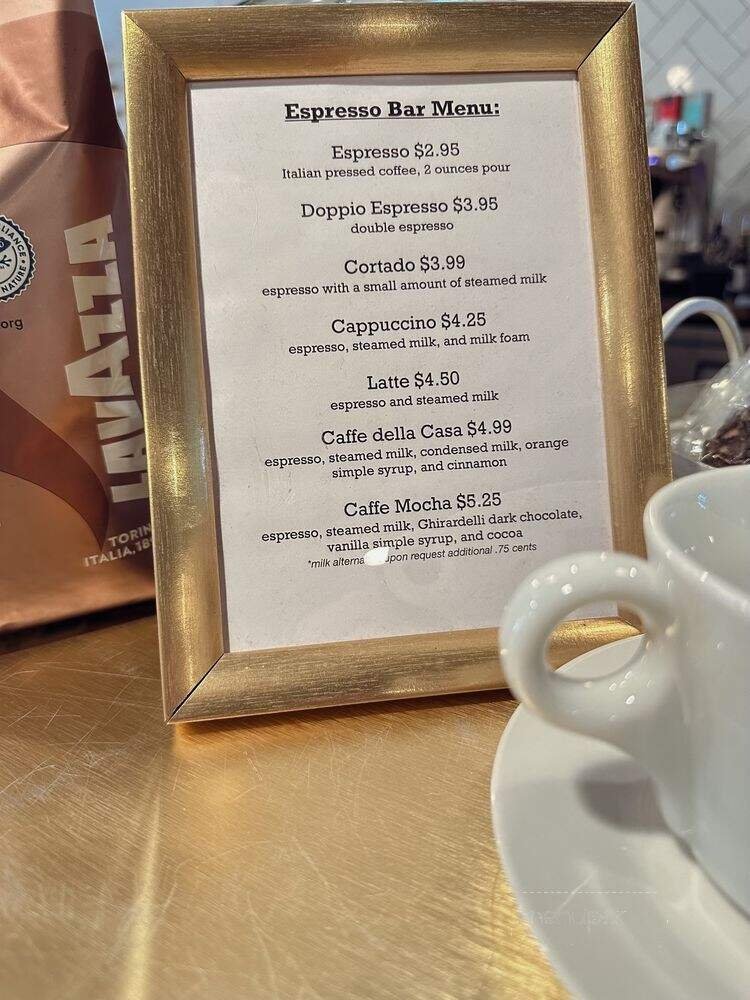 Espresso Bar Menu:
Espresso $2.95
Italian pressed coffee, 2 ounces pour
Doppio Espresso $3.95
double espresso
Cortado $3.99
espresso with a small amount of steamed milk
Cappuccino $4.25
espresso, steamed milk, and milk foam
Latte $4.50
espresso and steamed milk
Caffe della Casa $4.99
espresso, steamed milk, condensed milk, orange
simple syrup, and cinnamon
Caffe Mocha $5.25
espresso, steamed milk, Ghirardelli dark chocolate,
vanilla simple syrup, and cocoa
*milk upon request additional .75 cents
LAVAZZA
ITALIA,
org
NATURE